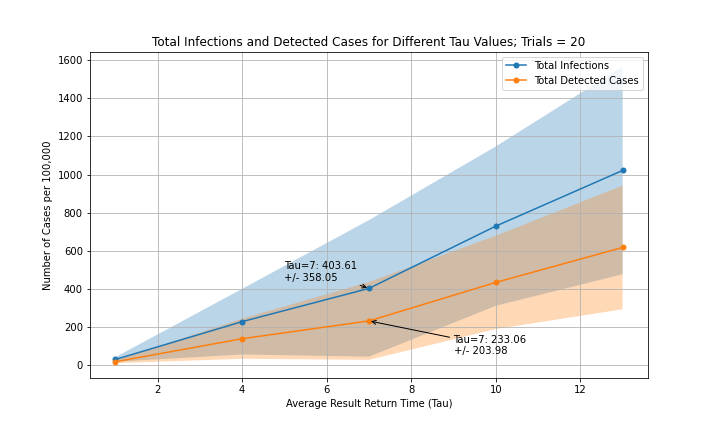 Total Infections and Detected Cases for Different Tau Values; Trials = 20
Total Infections
Total Detected Cases
Number of Cases per 100,000
1600
1400
1200
1000
800
600
400
200
0
Tau=7: 403.61
+/- 358.05
Tau=7: 233.06
+/- 203.98
2
4
6
8
10
12
Average Result Return Time (Tau)